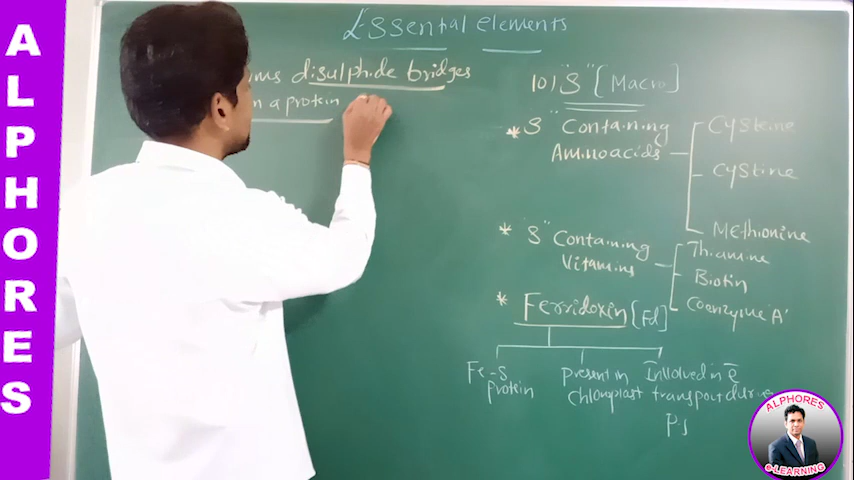 ALPHORES
Essental elements
ms disulphide bridges
n a protein
10) "S" [Macro]
* S" Containing
Aminoacids
Cysteine
Cystine
Methionine
* "S" Containing
Vitamins
Thiamine
Biotin
Coenzyme 'A'
* Ferridoxin [Fd]
Fe-S
protein
present in
chloroplast
Involved in ē
transport during
P.S
ALPHORES
e-LEARNING